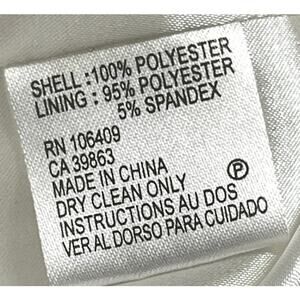 SHELL : 100% POLYESTER
LINING : 95% POLYESTER
5% SPANDEX
RN 106409
CA 39863
MADE IN CHINA
DRY CLEAN ONLY
INSTRUCTIONS AU DOS
VER AL DORSO PARA CUIDADO
P